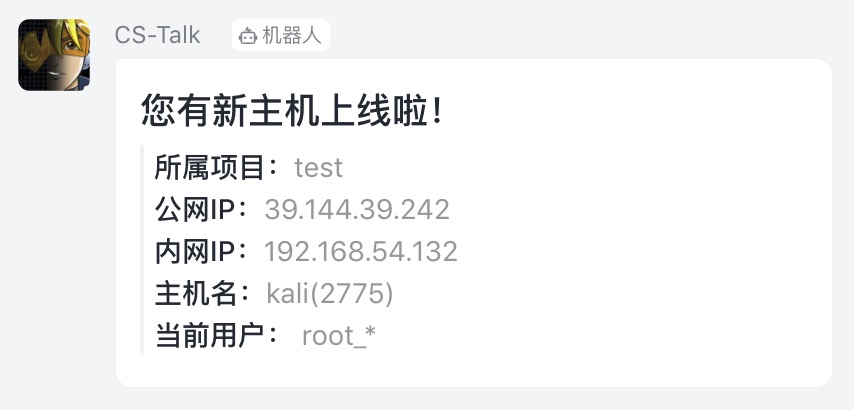 CS-Talk 机器人
您有新主机上线啦！
所属项目： test
公网IP： 39.144.39.242
内网IP： 192.168.54.132
主机名： kali(2775)
当前用户： root_*